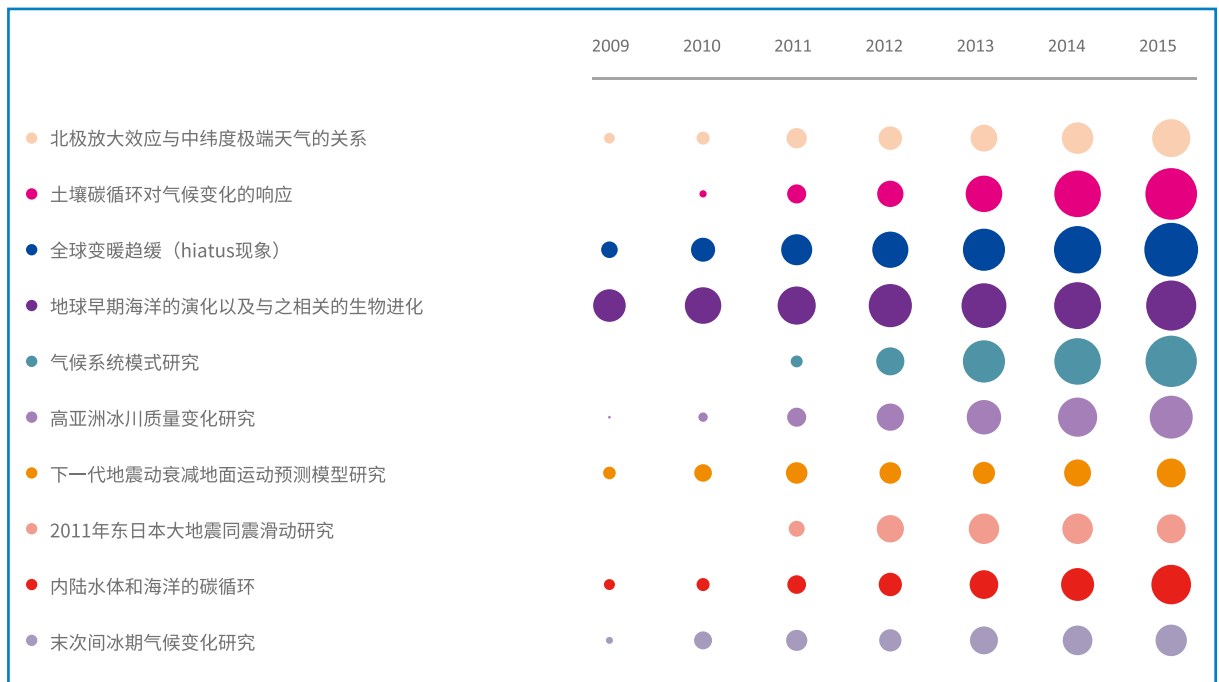 2009 2010 2011 2012 2013 2014 2015
北极放大效应与中纬度极端天气的关系
土壤碳循环对气候变化的响应
全球变暖趋缓（hiatus现象）
地球早期海洋的演化以及与之相关的生物进化
气候系统模式研究
高亚洲冰川质量变化研究
下一代地震动衰减地面运动预测模型研究
2011年东日本大地震同震滑动研究
内陆水体和海洋的碳循环
末次间冰期气候变化研究